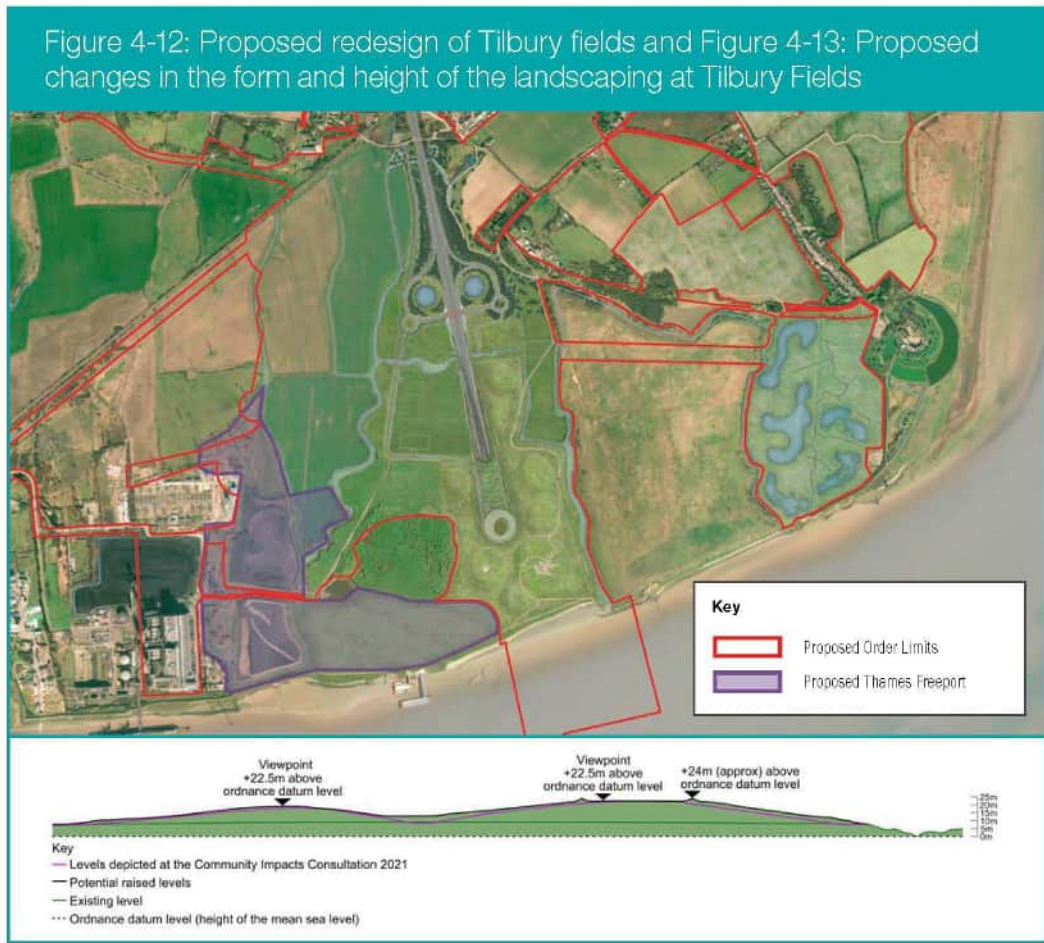 Figure 4-12: Proposed redesign of Tilbury fields and Figure 4-13: Proposed
changes in the form and height of the landscaping at Tilbury Fields
Key
Proposed Order Limits
Proposed Thames Freeport
Viewpoint
+22.5m above
ordnance datum level
Viewpoint
+22.5m above
ordnance datum level
+24m (approx) above
ordnance datum level
25m
20m
15m
10m
5m
0m
Key
Levels depicted at the Community Impacts Consultation 2021
Potential raised levels
Existing level
Ordnance datum level (height of the mean sea level)